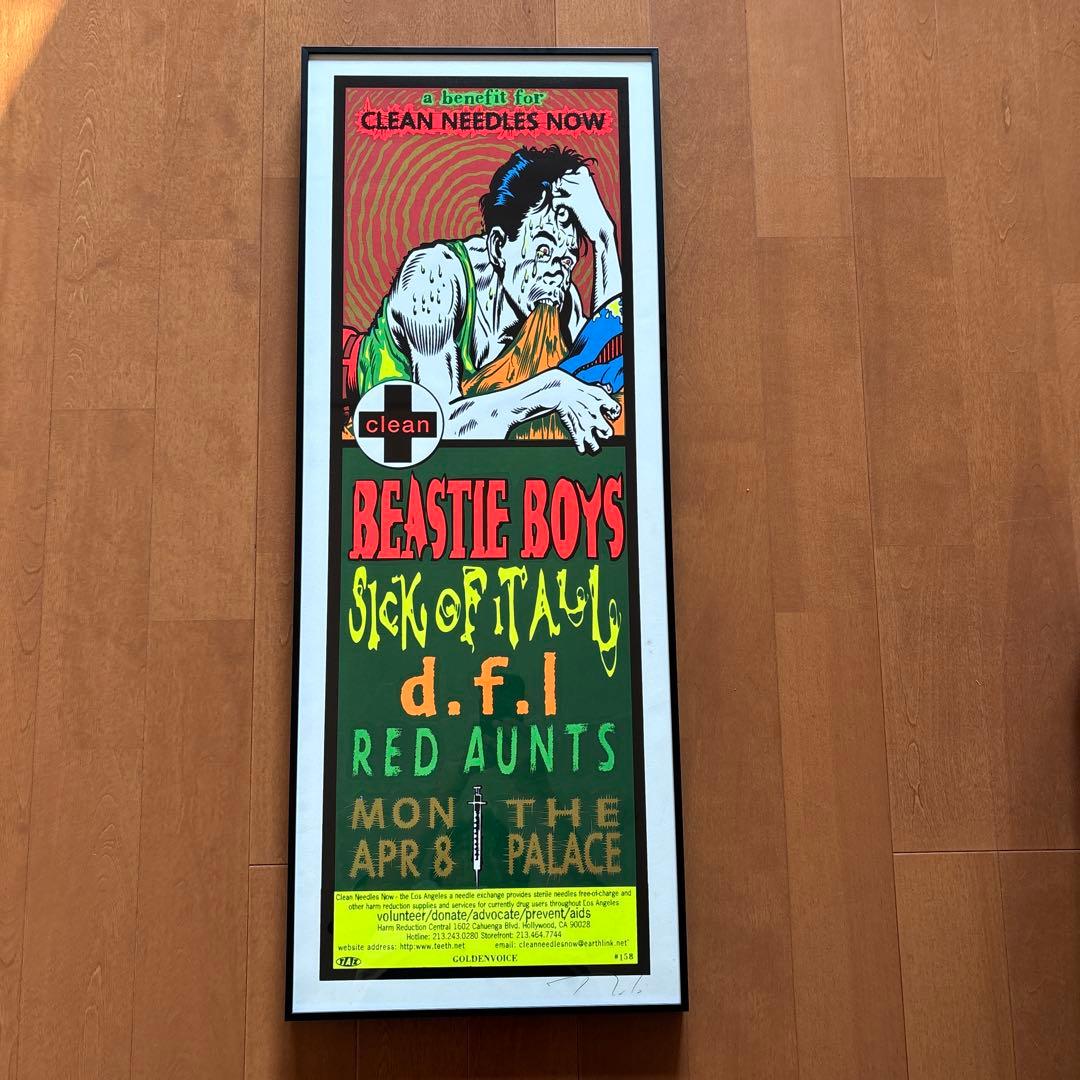 a benefit for
CLEAN NEEDLES NOW
clean
BEASTIE BOYS
SICK OF IT ALL
d.f.l
RED AUNTS
MON THE
APR 8 PALACE
Clean Needles Now - the Los Angeles a needle exchange provides sterile needles free-of-charge and
other harm reduction supplies and services for currently drug users throughout Los Angeles
volunteer/donate/advocate/prevent/aids
Harm Reduction Central 1602 Cahuenga Blvd. Hollywood, CA 90028
Hotline: 213.243.0280 Storefront: 213.464.7744
website address: http:www.teeth.net email: cleanneedlesnow@earthlink.net
GOLDENVOICE #158